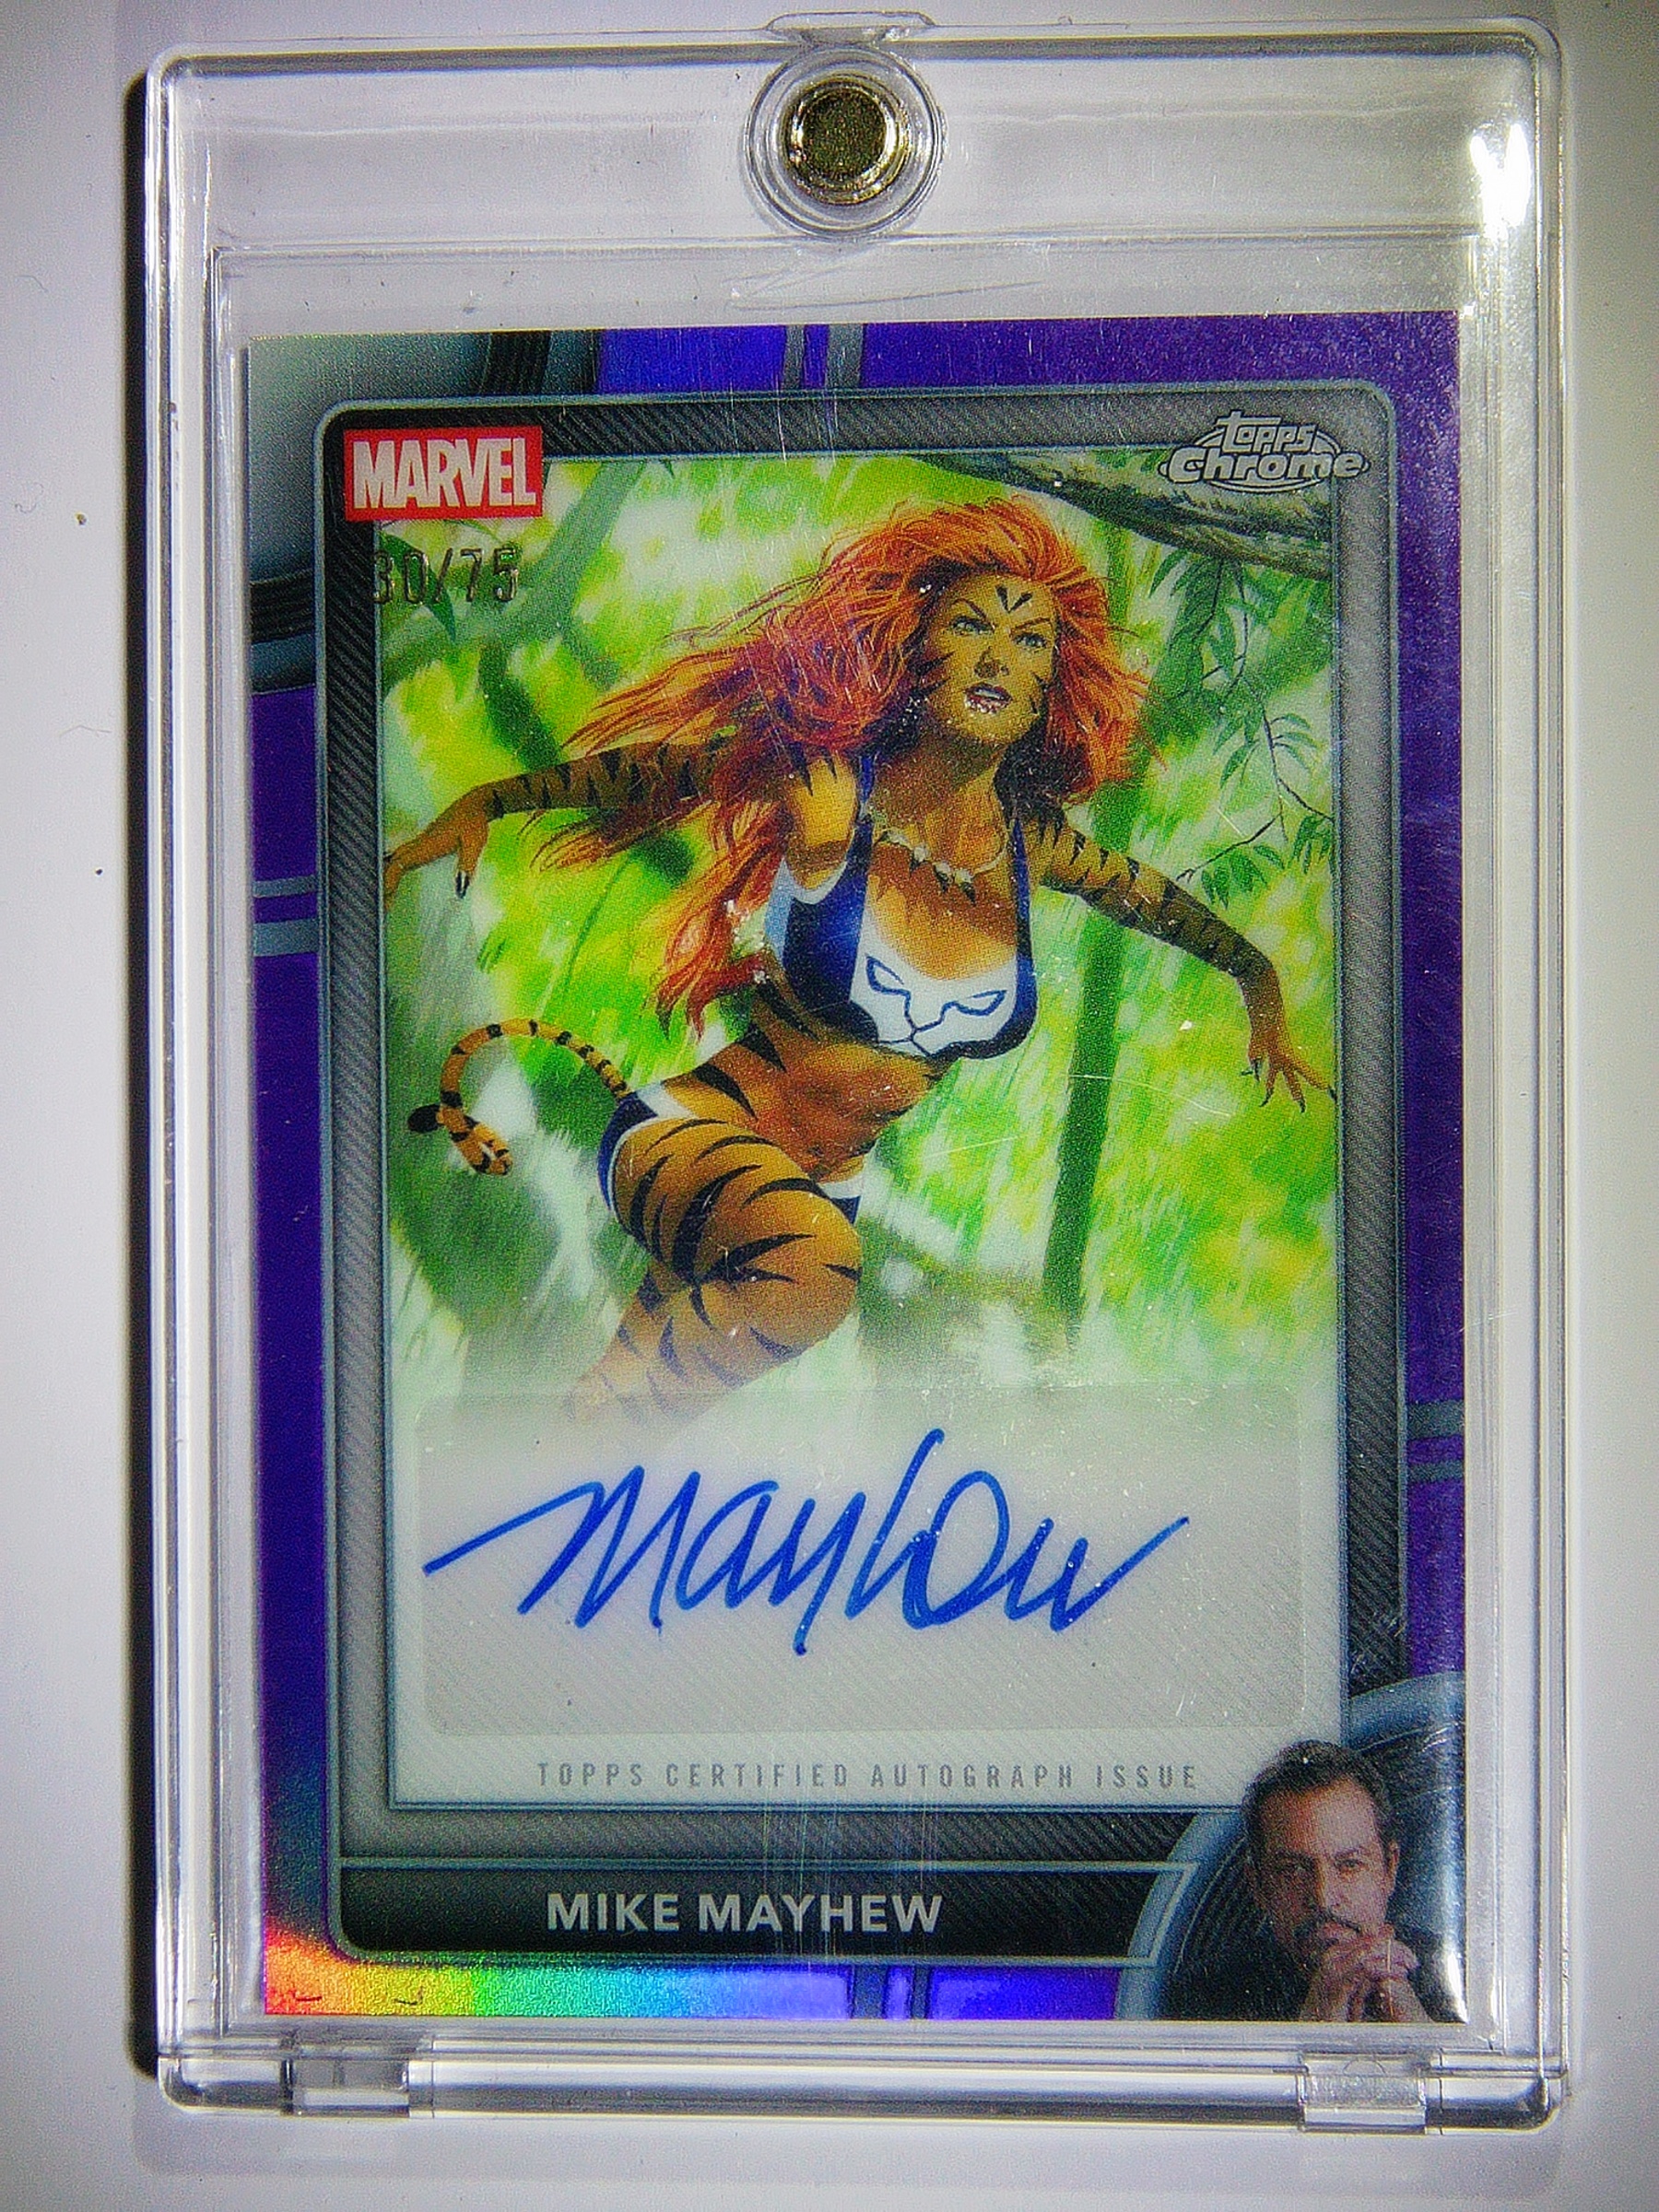 MARVEL
Topps
Chrome
30/75
Mayhew
TOPPS CERTIFIED AUTOGRAPH ISSUE
MIKE MAYHEW